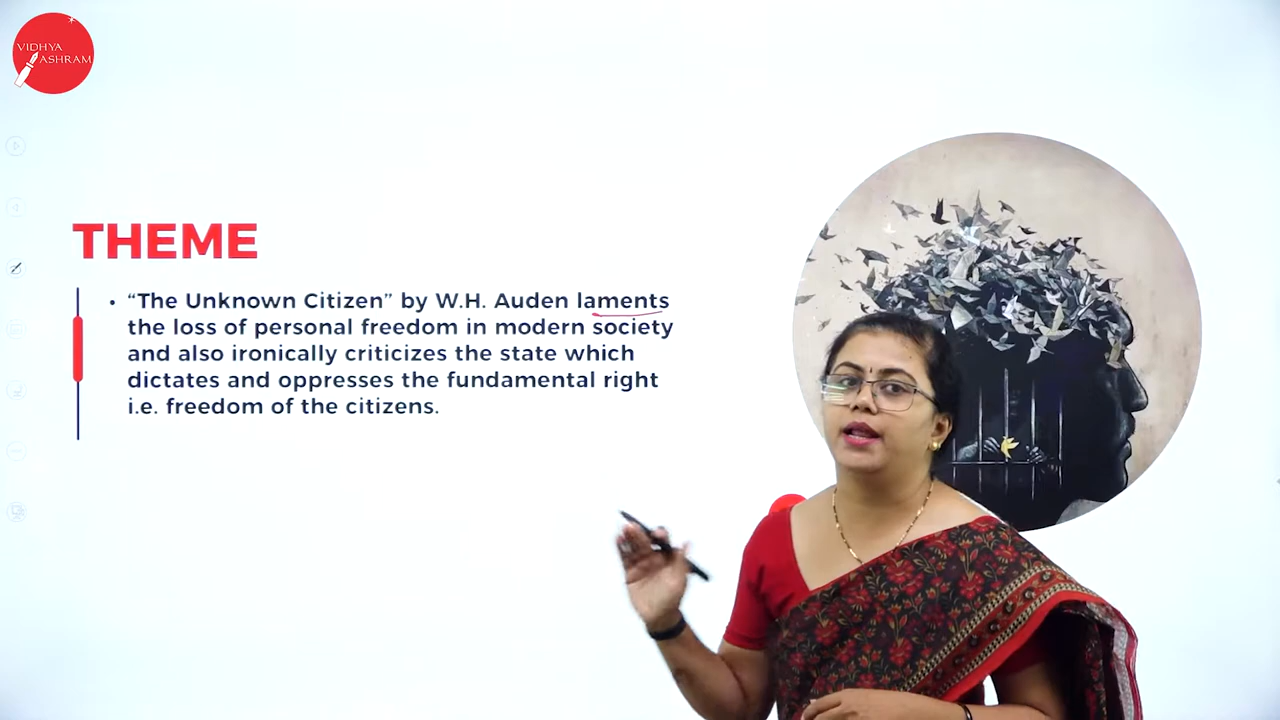 VIDHYA
ASHRAM
THEME
• “The Unknown Citizen” by W.H. Auden laments
the loss of personal freedom in modern society
and also ironically criticizes the state which
dictates and oppresses the fundamental right
i.e. freedom of the citizens.